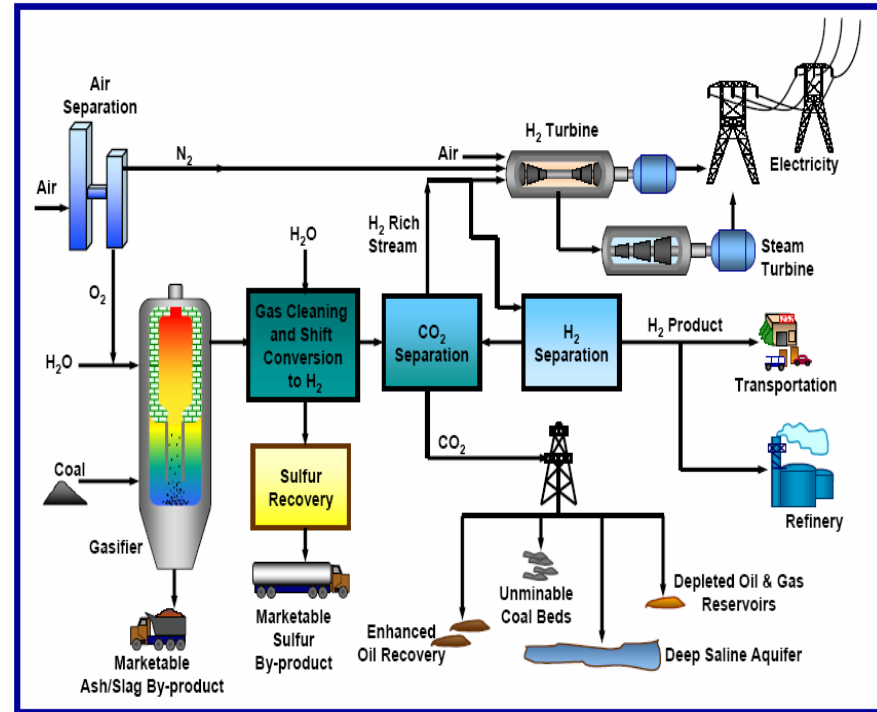 Air
Separation
Air
N₂
O₂
H₂O
Coal
Gasifier
Marketable
Ash/Slag By-product
H₂O
Gas Cleaning
and Shift
Conversion
to H₂
Sulfur
Recovery
Marketable
Sulfur
By-product
H₂ Rich
Stream
CO₂
Separation
CO₂
Air
H₂ Turbine
Steam
Turbine
Electricity
H₂
Separation
H₂ Product
Transportation
Refinery
Enhanced
Oil Recovery
Unminable
Coal Beds
Deep Saline Aquifer
Depleted Oil & Gas
Reservoirs